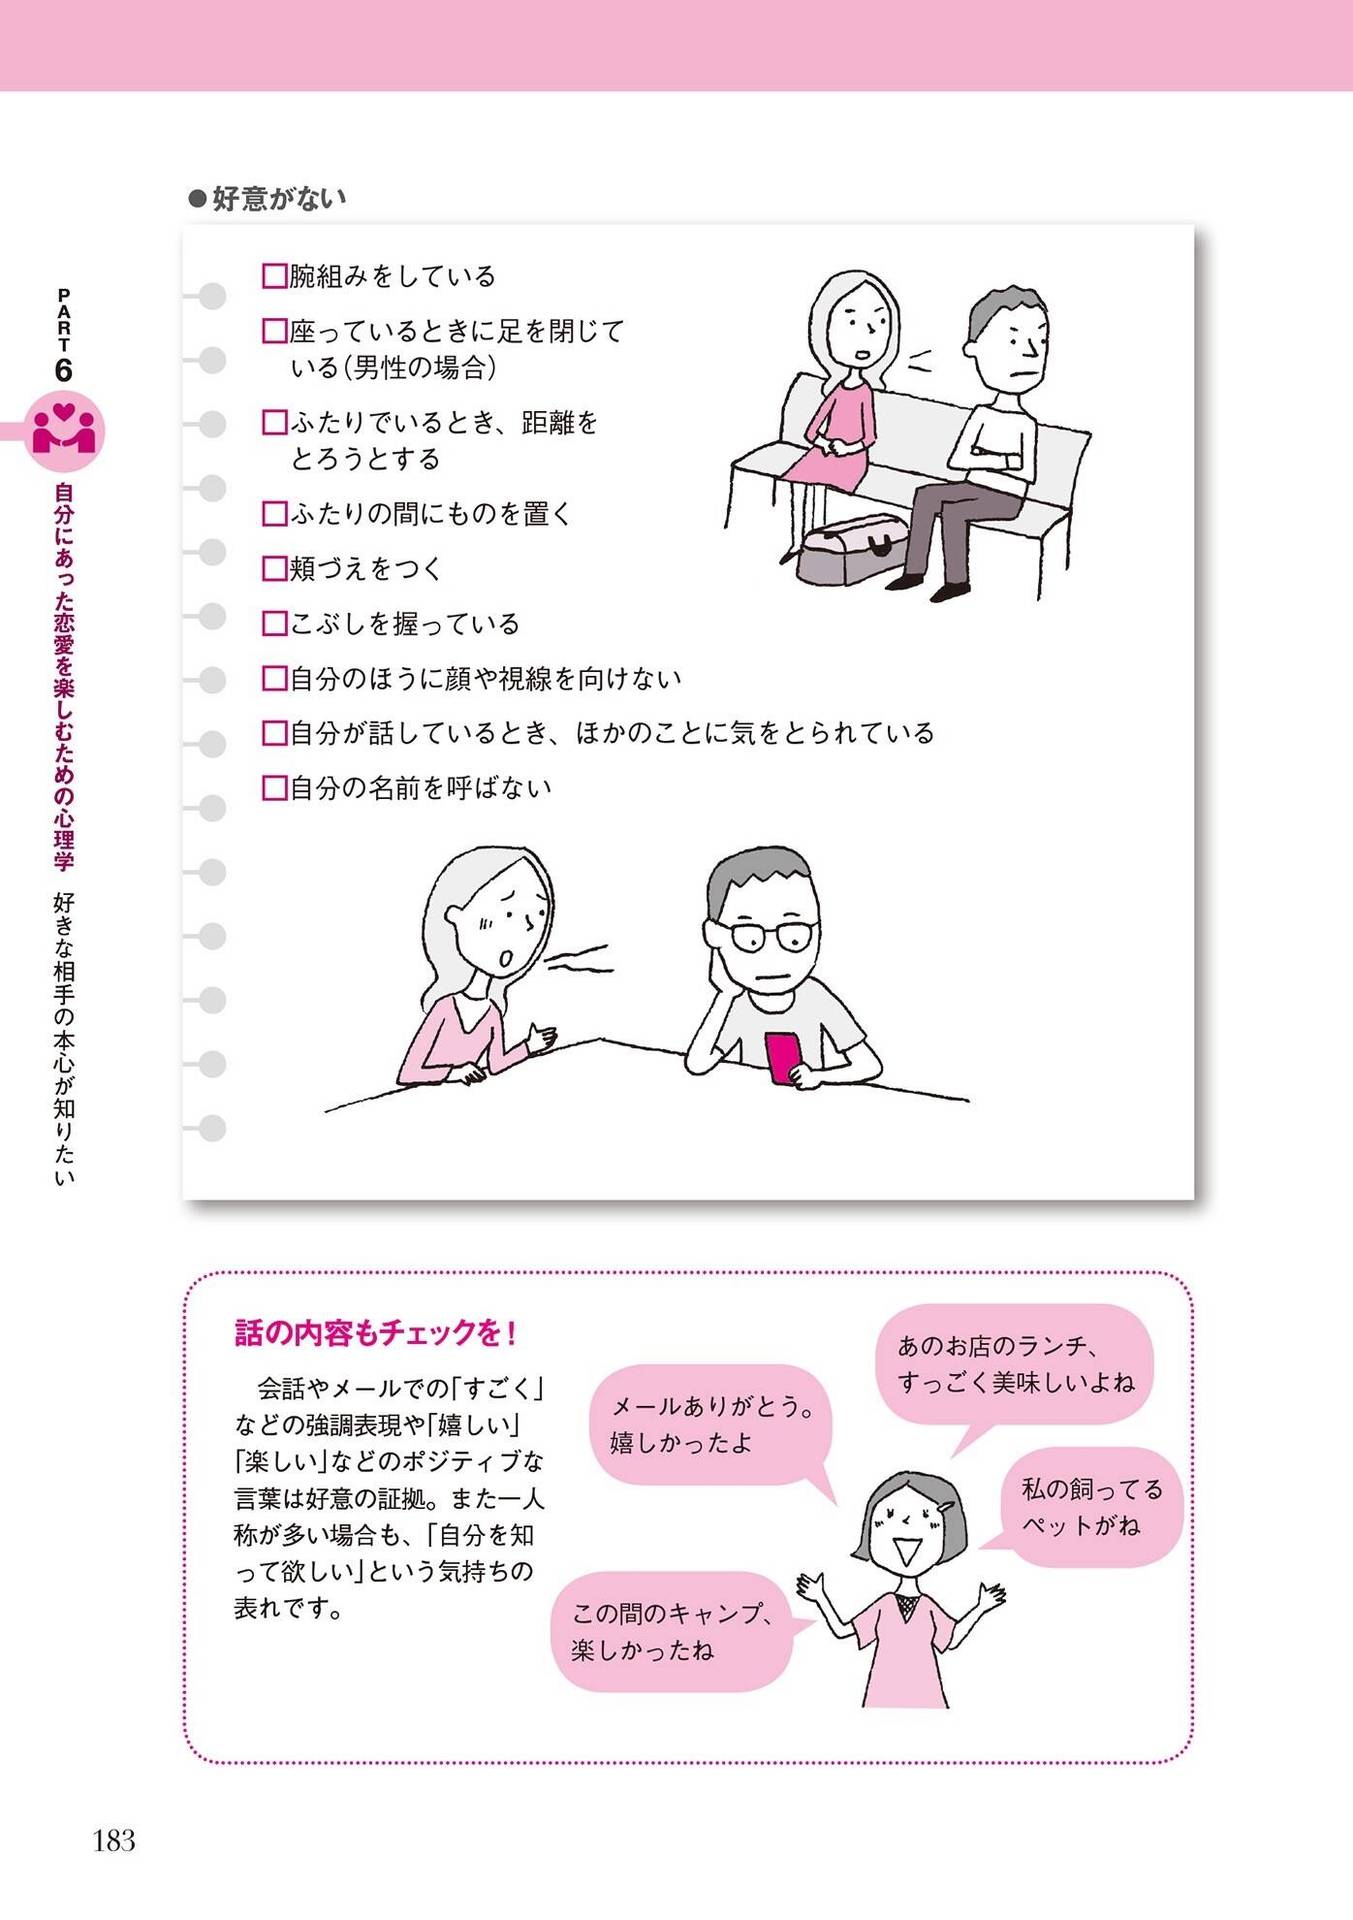 ●好意がない
□腕組みをしている
□座っているときに足を閉じて
いる(男性の場合)
□ふたりでいるとき、距離を
とろうとする
□ふたりの間にものを置く
□頬づえをつく
□こぶしを握っている
□自分のほうに顔や視線を向けない
□自分が話しているとき、ほかのことに気をとられている
□自分の名前を呼ばない
PART
6
自分にあった恋愛を楽しむための心理学
好きな相手の本心が知りたい
話の内容もチェックを!
会話やメールでの「すごく」
などの強調表現や「嬉しい」
「楽しい」などのポジティブな
言葉は好意の証拠。また一人
称が多い場合も、「自分を知
って欲しい」という気持ちの
表れです。
あのお店のランチ、
すっごく美味しいよね
メールありがとう。
嬉しかったよ
私の飼ってる
ペットがね
この間のキャンプ、
楽しかったね
183